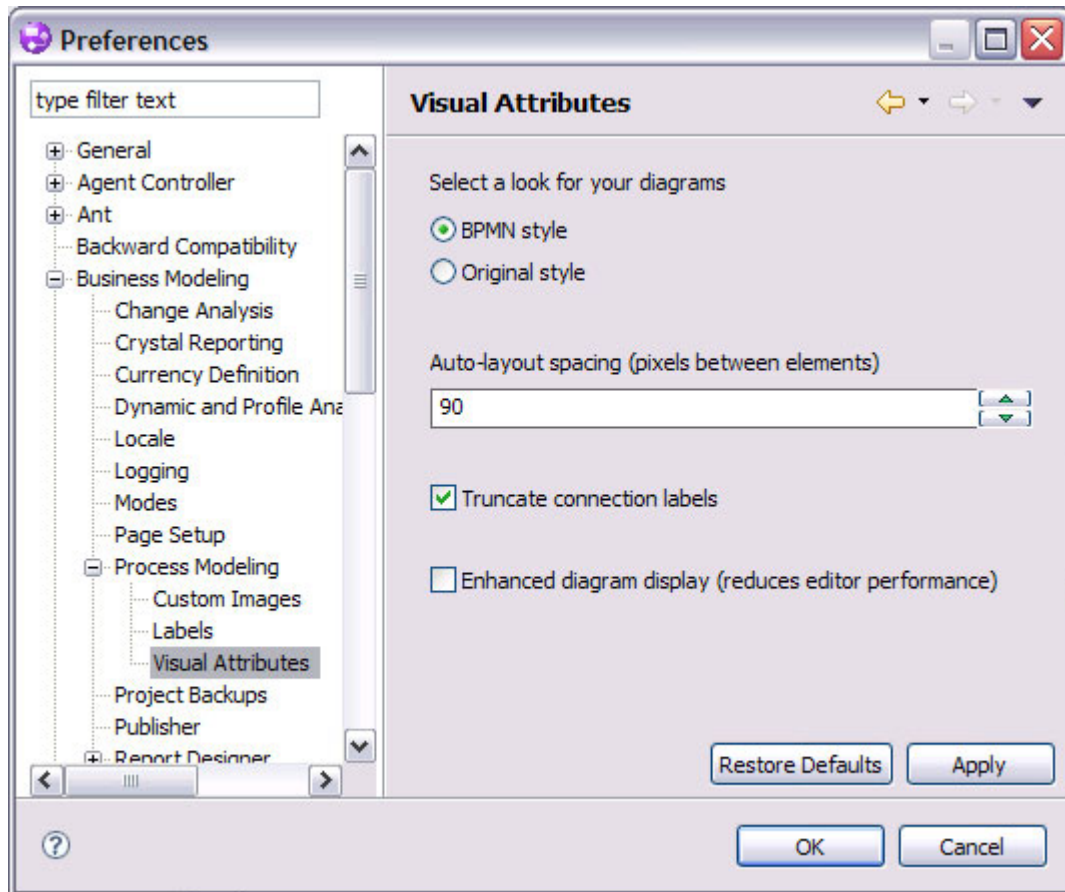 Preferences
type filter text
General
Agent Controller
Ant
Backward Compatibility
Business Modeling
Change Analysis
Crystal Reporting
Currency Definition
Dynamic and Profile Ana
Locale
Logging
Modes
Page Setup
Process Modeling
Custom Images
Labels
Visual Attributes
Project Backups
Publisher
Report Designer
Visual Attributes
Select a look for your diagrams
BPMN style
Original style
Auto-layout spacing (pixels between elements)
90
Truncate connection labels
Enhanced diagram display (reduces editor performance)
Restore Defaults
Apply
?
OK
Cancel